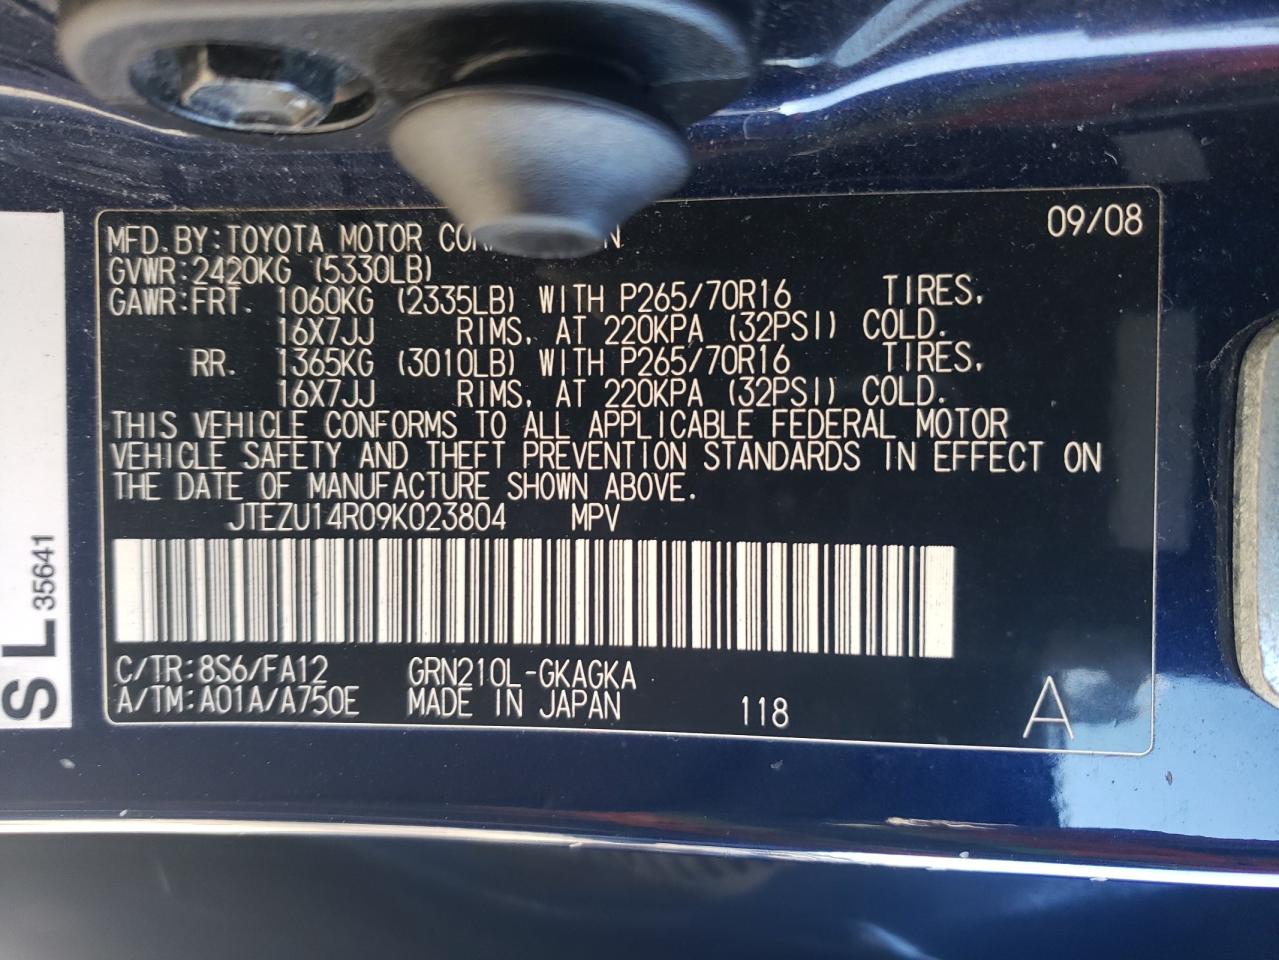 MFD. BY: TOYOTA MOTOR 09/08
GVWR: 2420KG (5330LB)
GAWR: FRT. 1060KG (2335LB) WITH P265/70R16 TIRES,
16X7JJ RIMS, AT 220KPA (32PSI) COLD.
RR. 1365KG (3010LB) WITH P265/70R16 TIRES,
16X7JJ RIMS, AT 220KPA (32PSI) COLD.
THIS VEHICLE CONFORMS TO ALL APPLICABLE FEDERAL MOTOR
VEHICLE SAFETY AND THEFT PREVENTION STANDARDS IN EFFECT ON
THE DATE OF MANUFACTURE SHOWN ABOVE.
JTEZU14R09K023804 MPV
C/TR: 8S6/FA12 GRN210L-GKAGKA
A/TM: A01A/A750E MADE IN JAPAN 118 A
SL 35641